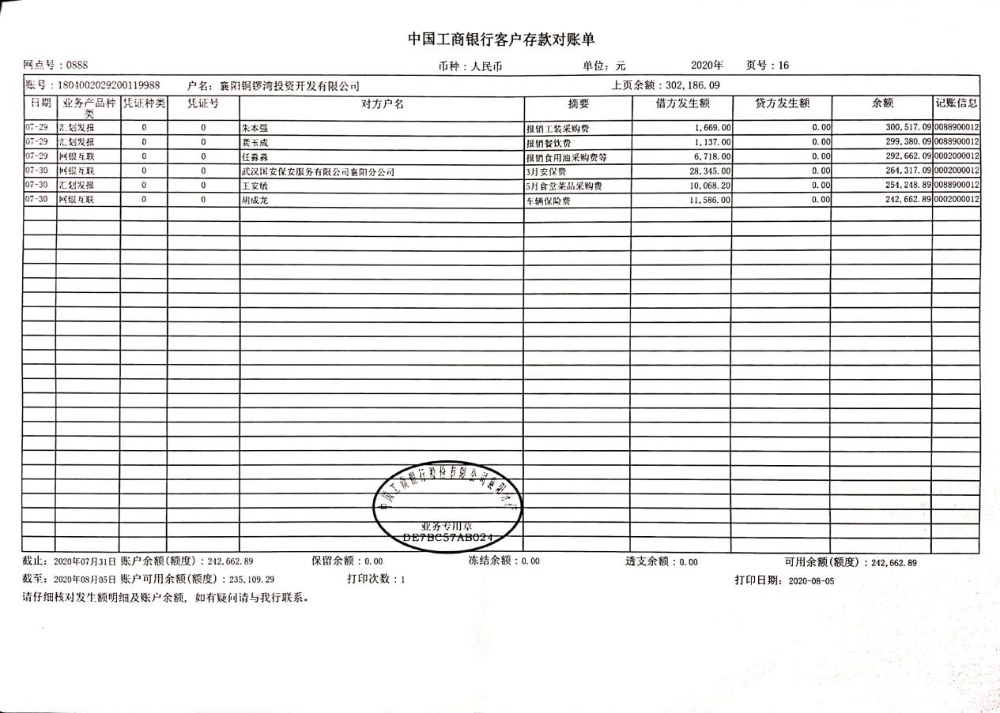 中国工商银行客户存款对账单
网点号：0888 币种：人民币 单位：元 2020年 页号：16
账号：1804002029200119988 户名：襄阳铜锣湾投资开发有限公司 上页余额：302,186.09
日期 业务产品种类 凭证种类 凭证号 对方户名 摘要 借方发生额 贷方发生额 余额 记账信息
07-29 汇划发报 0 0 朱本强 报销工装采购费 1,669.00 0.00 300,517.09 0088900012
07-29 汇划发报 0 0 龚玉成 报销餐饮费 1,137.00 0.00 299,380.09 0088900012
07-29 网银互联 0 0 任淼淼 报销食用油采购费等 6,718.00 0.00 292,662.09 0002000012
07-30 网银互联 0 0 武汉国安保安服务有限公司襄阳分公司 3月安保费 28,345.00 0.00 264,317.09 0002000012
07-30 汇划发报 0 0 王安敏 5月食堂菜品采购费 10,068.20 0.00 254,248.89 0088900012
07-30 网银互联 0 0 胡成龙 车辆保险费 11,586.00 0.00 242,662.89 0002000012
中国工商银行股份有限公司襄阳分行
业务专用章
DE7BC57AB024
截止：2020年07月31日 账户余额(额度)：242,662.89 保留余额：0.00 冻结余额：0.00 透支余额：0.00 可用余额(额度)：242,662.89
截至：2020年08月05日 账户可用余额(额度)：235,109.29 打印次数：1 打印日期：2020-08-05
请仔细核对发生额明细及账户余额，如有疑问请与我行联系。